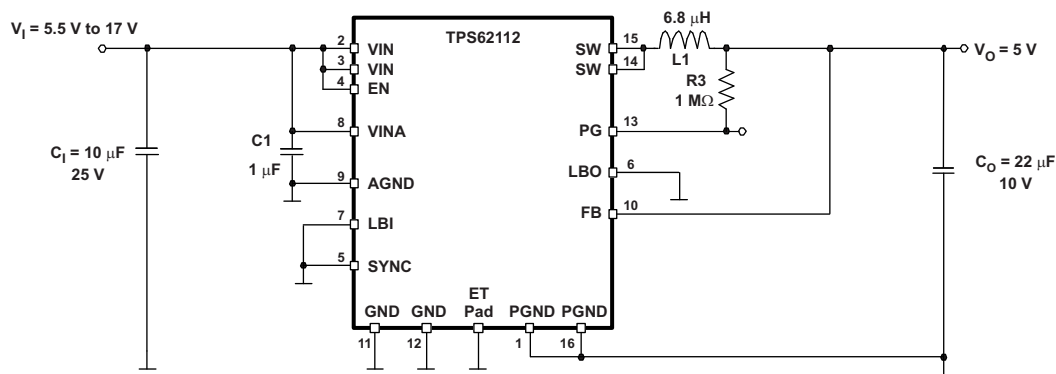 V_I = 5.5 V to 17 V
TPS62112
6.8 μH
L1
V_O = 5 V
2 VIN
3 VIN
4 EN
8 VINA
9 AGND
7 LBI
5 SYNC
SW 15
SW 14
PG 13
LBO 6
FB 10
R3
1 MΩ
C_I = 10 μF
25 V
C1
1 μF
C_O = 22 μF
10 V
GND
GND
ET
Pad
PGND
PGND
11
12
1
16